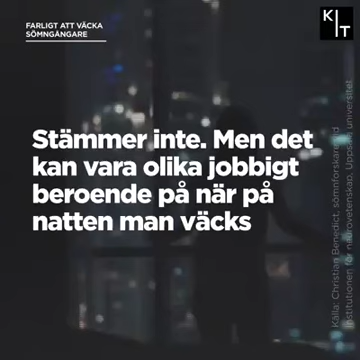 FARLIGT ATT VÄCKA
SÖMNGÅNGARE
K
T
Stämmer inte. Men det
kan vara olika jobbigt
beroende på när på
natten man väcks
Källa: Christian Benedict, sömnforskare vid
institutionen för neurovetenskap, Uppsala universitet